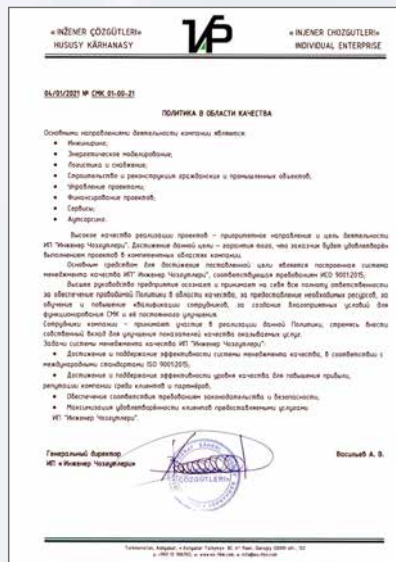 « INŽENER ÇÖZGÜTLERI»
HUSUSY KÄRHANASY
« INJENER CHOZGUTLERI»
INDIVIDUAL ENTERPRISE
04/01/2021 № СМК 01-00-21
ПОЛИТИКА В ОБЛАСТИ КАЧЕСТВА
Основными направлениями деятельности компании являются:
• Инжиниринг;
• Энергетическое моделирование;
• Логистика и снабжение;
• Строительство и реконструкция гражданских и промышленных объектов;
• Управление проектами;
• Финансирование проектов;
• Сервисы;
• Аутсорсинг.
Высокое качество реализации проектов – приоритетное направление и цель деятельности
ИП "Инженер Чозгутлери". Достижение данной цели – гарантия того, что заказчик будет удовлетворён
выполнением проектов в компетентных областях компании.
Основным средством для достижения поставленной цели является построенная система
менеджмента качества ИП" Инженер Чозгутлери", соответствующая требованиям ИСО 9001:2015;
Высшее руководство предприятия осознает и принимает на себя всю полноту ответственности
за обеспечение проводимой Политики в области качества, за предоставление необходимых ресурсов, за
обучение и повышение квалификации сотрудников, за создание благоприятных условий для
функционирования СМК и её постоянного улучшения.
Сотрудники компании – принимают участие в реализации данной Политики, стремясь внести
собственный вклад для улучшения показателей качества оказываемых услуг.
Задачи системы менеджмента качества ИП "Инженер Чозгутлери":
• Достижение и поддержание эффективности системы менеджмента качества, в соответствии с
международными стандартами ISO 9001:2015;
• Достижение и поддержание эффективности уровня качества для повышения прибыли,
репутации компании среди клиентов и партнёров;
• Обеспечение соответствия требованиям законодательства и безопасности;
• Максимизация удовлетворённости клиентов предоставляемыми услугами
ИП "Инженер Чозгутлери".
Генеральный директор
ИП « Инженер Чозгутлери»
Васильев А. В.
ÇÖZGÜTLERI»